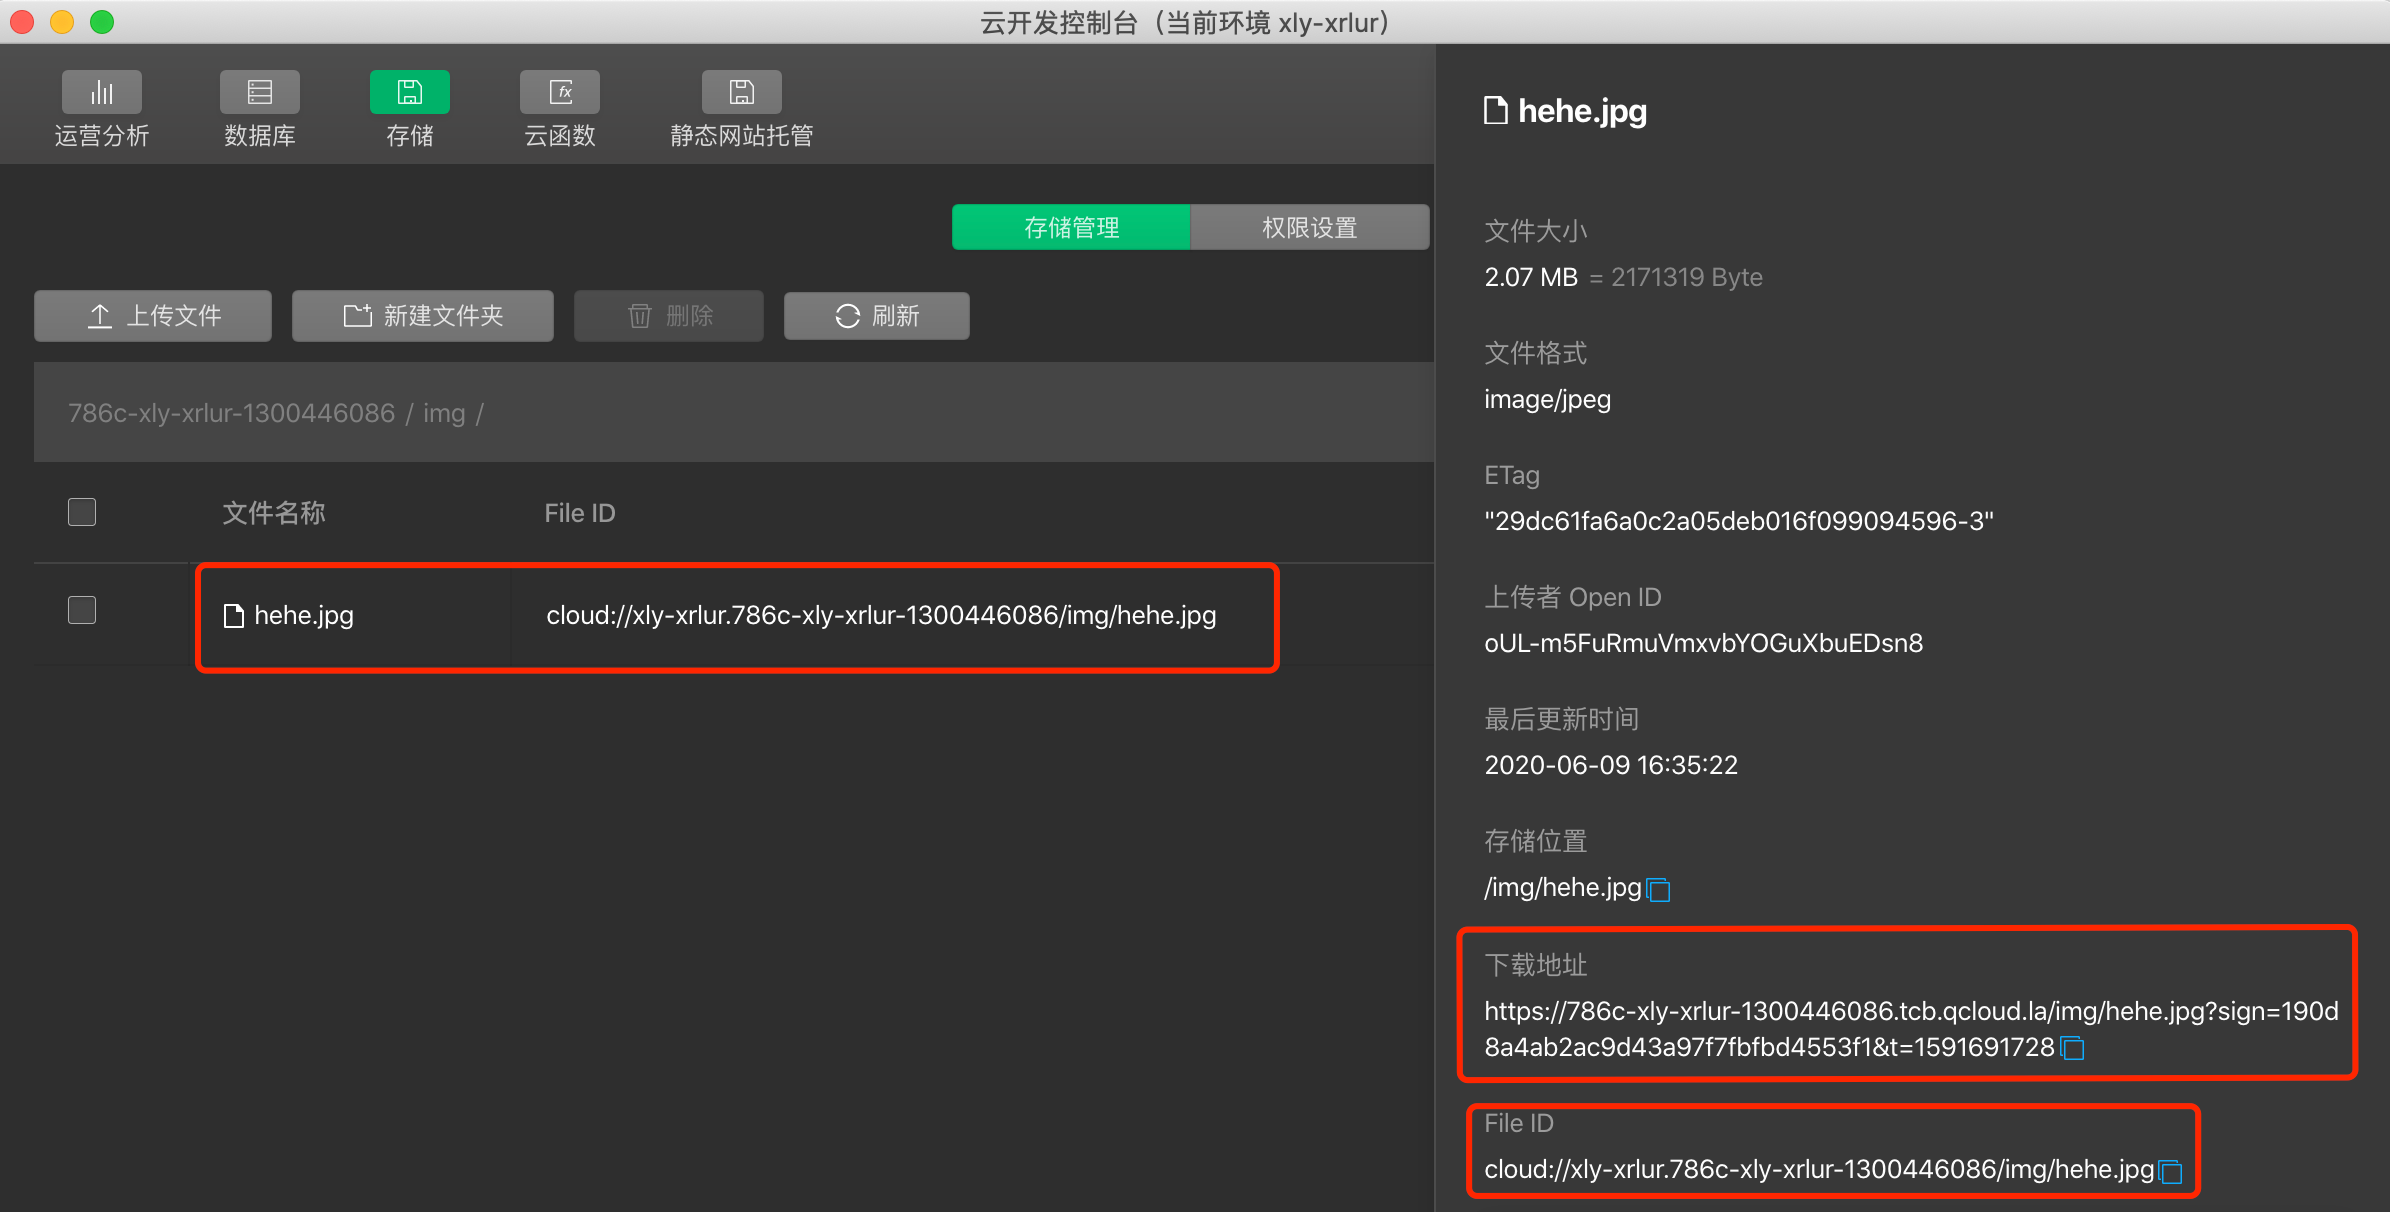 云开发控制台（当前环境 xly-xrlur）
运营分析
数据库
fx
存储
云函数
静态网站托管
存储管理
权限设置
上传文件
新建文件夹
删除
刷新
786c-xly-xrlur-1300446086 / img /
文件名称 File ID
hehe.jpg cloud://xly-xrlur.786c-xly-xrlur-1300446086/img/hehe.jpg
hehe.jpg
文件大小
2.07 MB = 2171319 Byte
文件格式
image/jpeg
ETag
"29dc61fa6a0c2a05deb016f099094596-3"
上传者 Open ID
oUL-m5FuRmuVmxvbYOGuXbuEDsn8
最后更新时间
2020-06-09 16:35:22
存储位置
/img/hehe.jpg
下载地址
https://786c-xly-xrlur-1300446086.tcb.qcloud.la/img/hehe.jpg?sign=190d
8a4ab2ac9d43a97f7fbfbd4553f1&t=1591691728
File ID
cloud://xly-xrlur.786c-xly-xrlur-1300446086/img/hehe.jpg